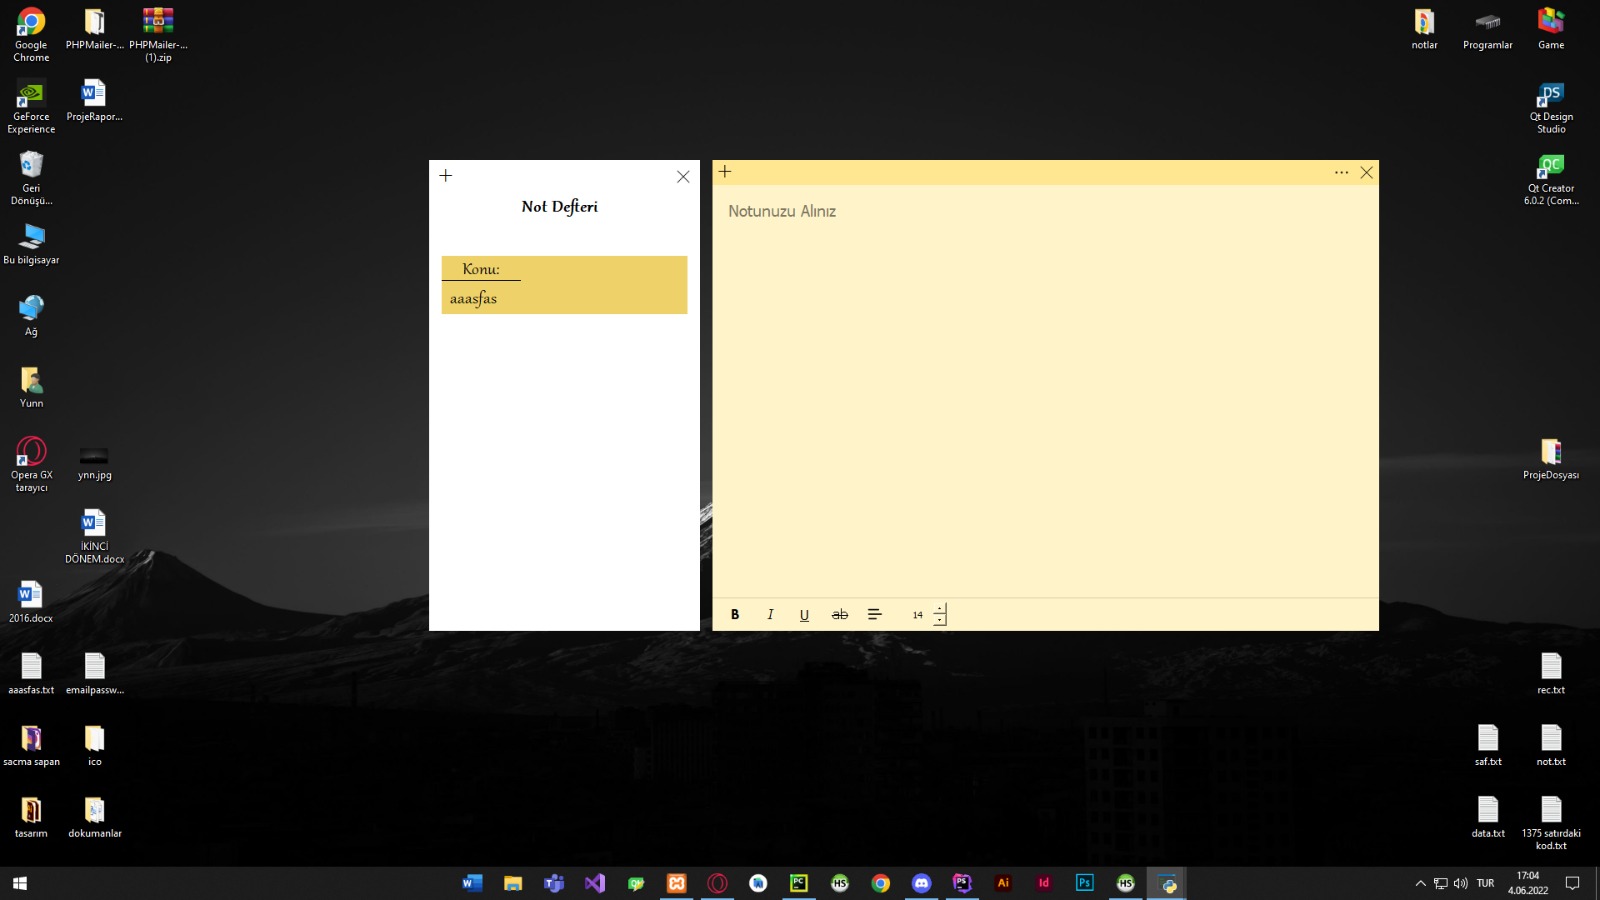 Google
Chrome
PHPMailer-...
PHPMailer-...
(1).zip
GeForce
Experience
ProjeRapor...
Geri
Dönüşü...
Bu bilgisayar
Ağ
Yunn
Opera GX
tarayıcı
ynn.jpg
İKİNCİ
DÖNEM.docx
2016.docx
aaasfas.txt
emailpassw...
sacma sapan
ico
tasarım
dokumanlar
Not Defteri
Konu:
aaasfas
Notunuzu Alınız
B I U ab 14
notlar
Programlar
Game
DS
Qt Design
Studio
QC
Qt Creator
6.0.2 (Com...
ProjeDosyası
rec.txt
saf.txt
not.txt
data.txt
1375 satırdaki
kod.txt
TUR
17:04
4.06.2022